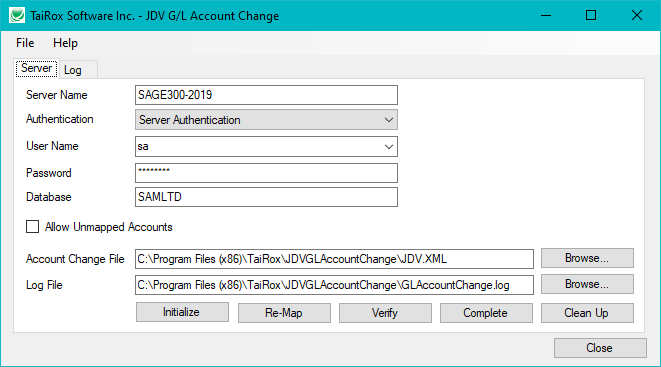 TaiRox Software Inc. - JDV G/L Account Change
File Help
Server Log
Server Name SAGE300-2019
Authentication Server Authentication
User Name sa
Password ********
Database SAMLTD
Allow Unmapped Accounts
Account Change File C:\Program Files (x86)\TaiRox\JDVGLAccountChange\JDV.XML Browse...
Log File C:\Program Files (x86)\TaiRox\JDVGLAccountChange\GLAccountChange.log Browse...
Initialize Re-Map Verify Complete Clean Up
Close